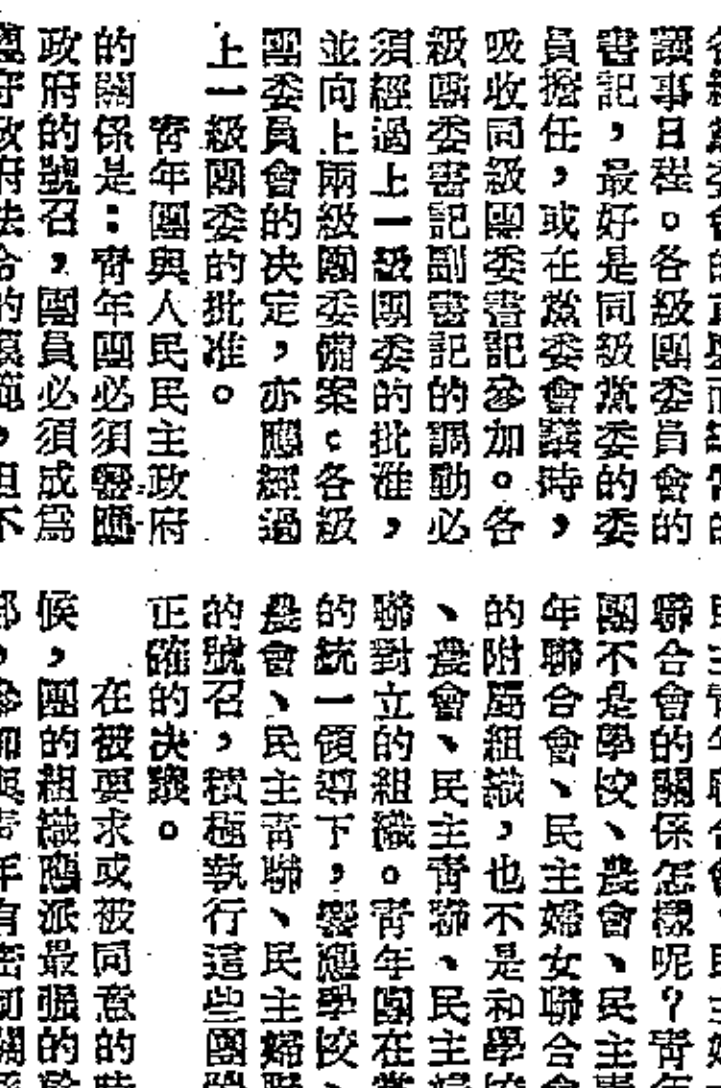 議事日程。各級團委員會的
書記，最好是同級黨委的委
員擔任，或在黨委會議時，
吸收同級團委書記參加。各
級團委書記副書記的調動必
須經過上一級團委的批准，
並向上兩級團委備案。各級
團委員會的决定，亦應經過
上一級團委的批准。
青年團與人民民主政府
的關係是：青年團必須響應
政府的號召，團員必須成爲
遵守政府法令的模範，但不
聯合會的關係怎樣呢？青年
團不是學校、農會、民主青
年聯合會、民主婦女聯合會
的附屬組織，也不是和學校
、農會、民主青聯、民主婦
聯對立的組織。青年團在黨
的統一領導下，響應學校、
農會、民主青聯、民主婦聯
的號召，積極執行這些團體
正確的決議。
在被要求或被同意的時
候，團的組織應派最强的幹
部，參加與青年有密切關係